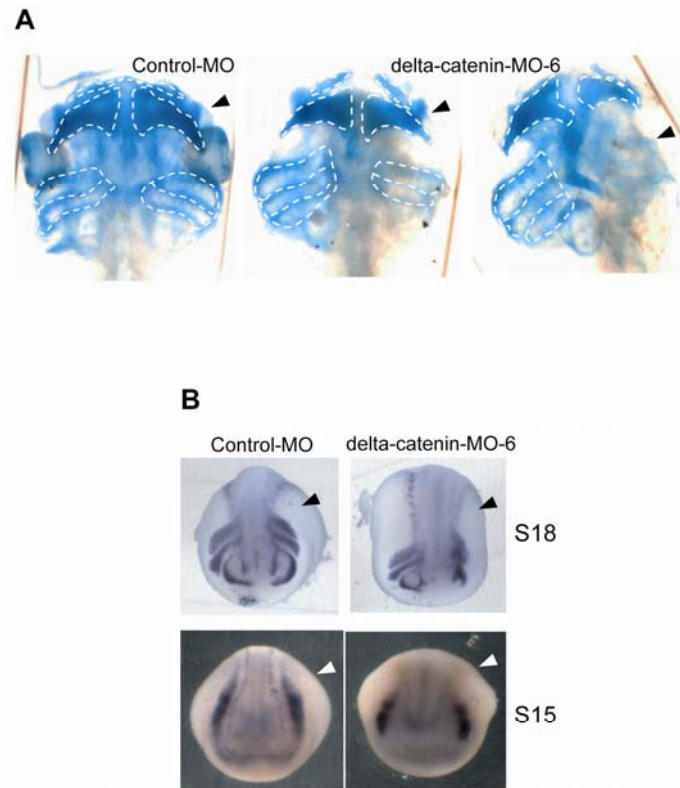 A
Control-MO
delta-catenin-MO-6
B
Control-MO
delta-catenin-MO-6
S18
S15